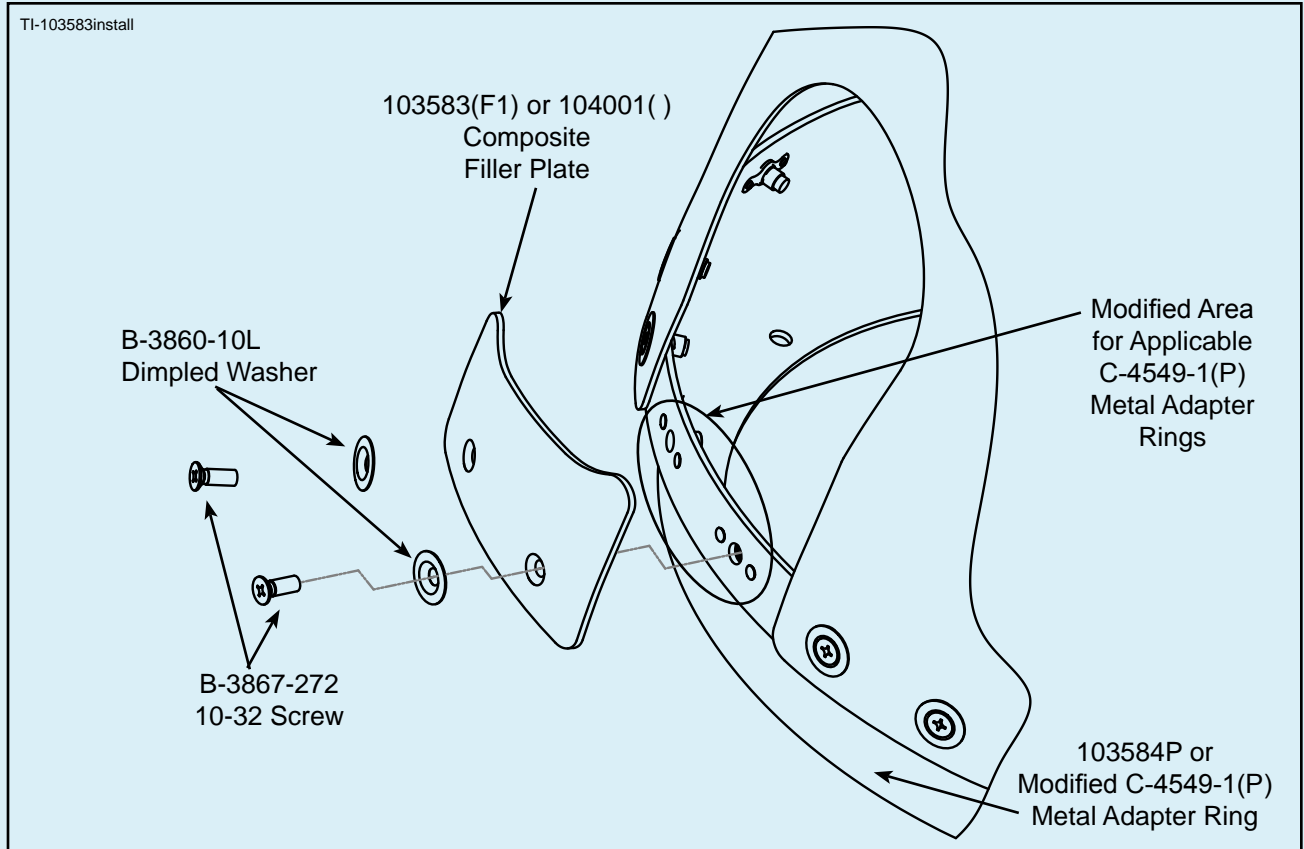 TI-103583install
103583(F1) or 104001( )
Composite
Filler Plate
B-3860-10L
Dimpled Washer
Modified Area
for Applicable
C-4549-1(P)
Metal Adapter
Rings
B-3867-272
10-32 Screw
103584P or
Modified C-4549-1(P)
Metal Adapter Ring